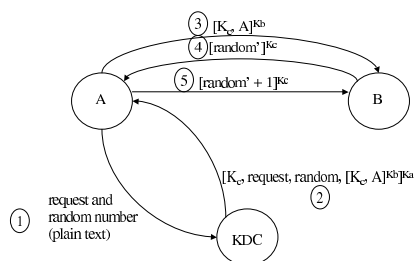 3 [Kc, A]Kb
4 [random']Kc
5 [random' + 1]Kc
A
B
[Kc, request, random, [Kc, A]Kb]Ka
2
1
request and
random number
(plain text)
KDC